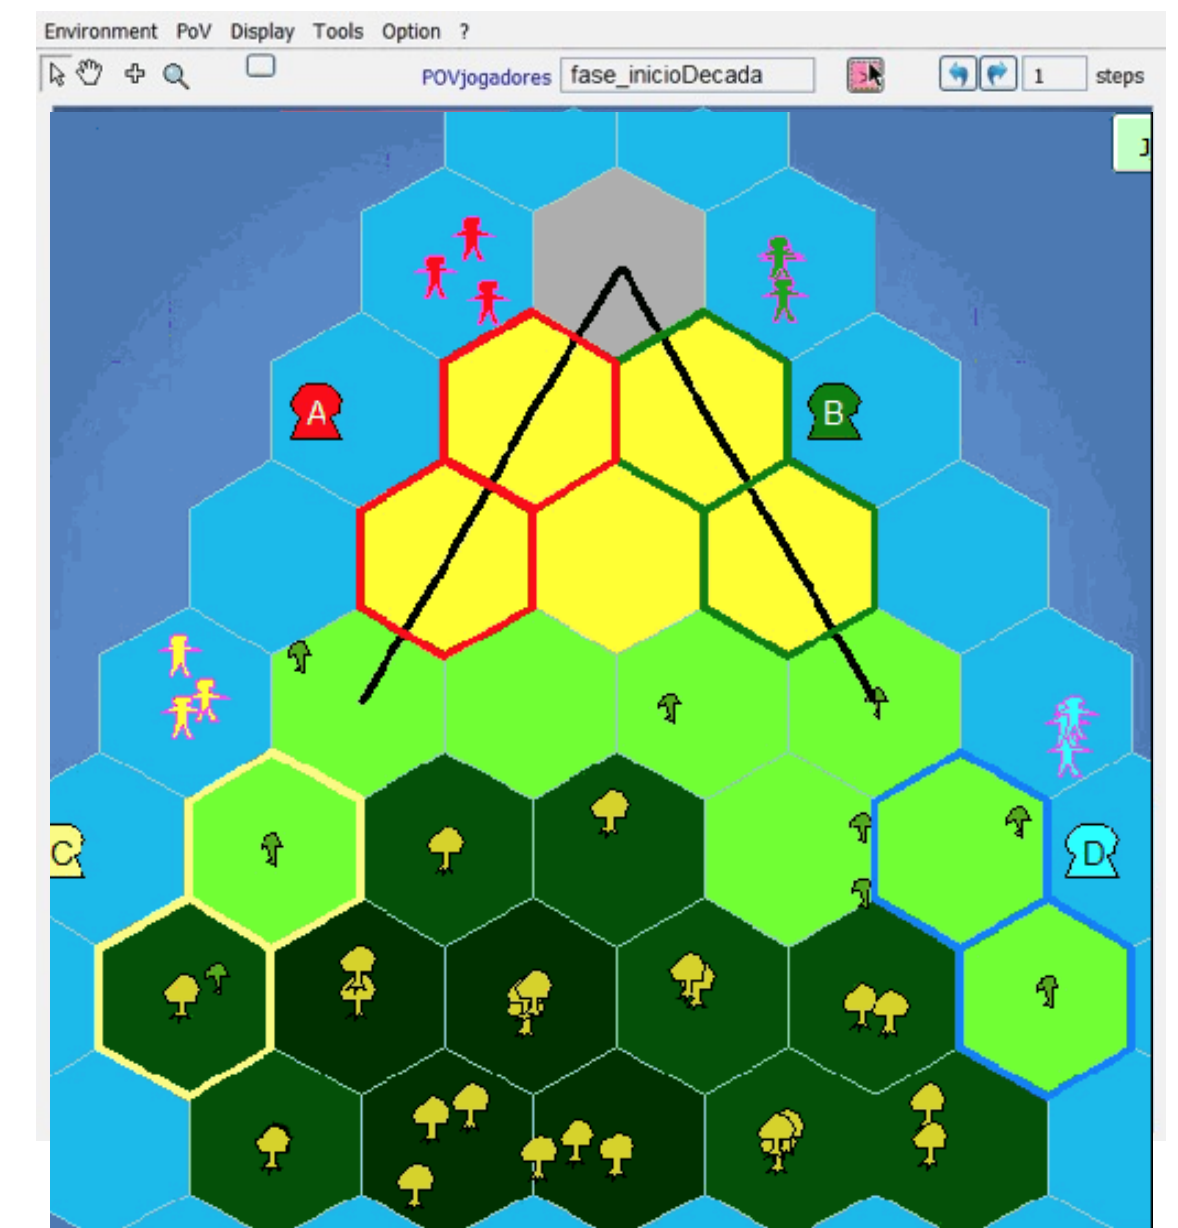 Environment PoV Display Tools Option ?
POVjogadores fase_inicioDecada 1 steps
J
A
B
C
D